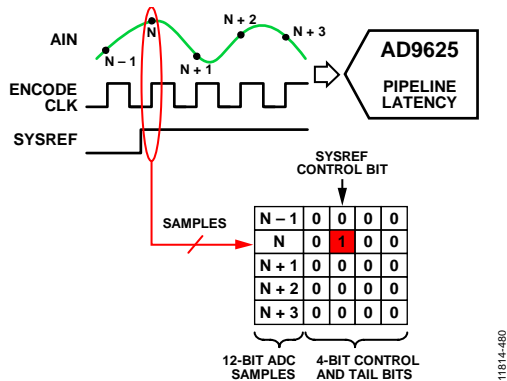 AIN
N – 1
N
N + 1
N + 2
N + 3
ENCODE
CLK
SYSREF
AD9625
PIPELINE
LATENCY
SYSREF
CONTROL BIT
SAMPLES
N – 1 0 0 0 0
N 0 1 0 0
N + 1 0 0 0 0
N + 2 0 0 0 0
N + 3 0 0 0 0
12-BIT ADC
SAMPLES
4-BIT CONTROL
AND TAIL BITS
11814-480